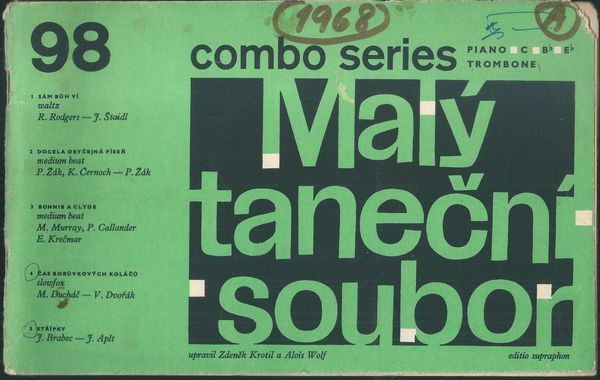 1968
A
98
combo series
PIANO C B♭ E♭
TROMBONE
1 SÁM BŮH VÍ
waltz
R. Rodgers — J. Štaidl
2 DOCELA OBYČEJNÁ PÍSEŇ
medium beat
P. Žák, K. Černoch — P. Žák
3 BONNIE A CLYDE
medium beat
M. Murray, P. Callander
E. Krečmar
4 ČAS BORŮVKOVÝCH KOLÁČŮ
slowfox
M. Ducháč — V. Dvořák
5 STŘÍPKY
J. Brabec — J. Aplt
Malý
taneční
soubor
upravil Zdeněk Krotil a Alois Wolf
editio supraphon